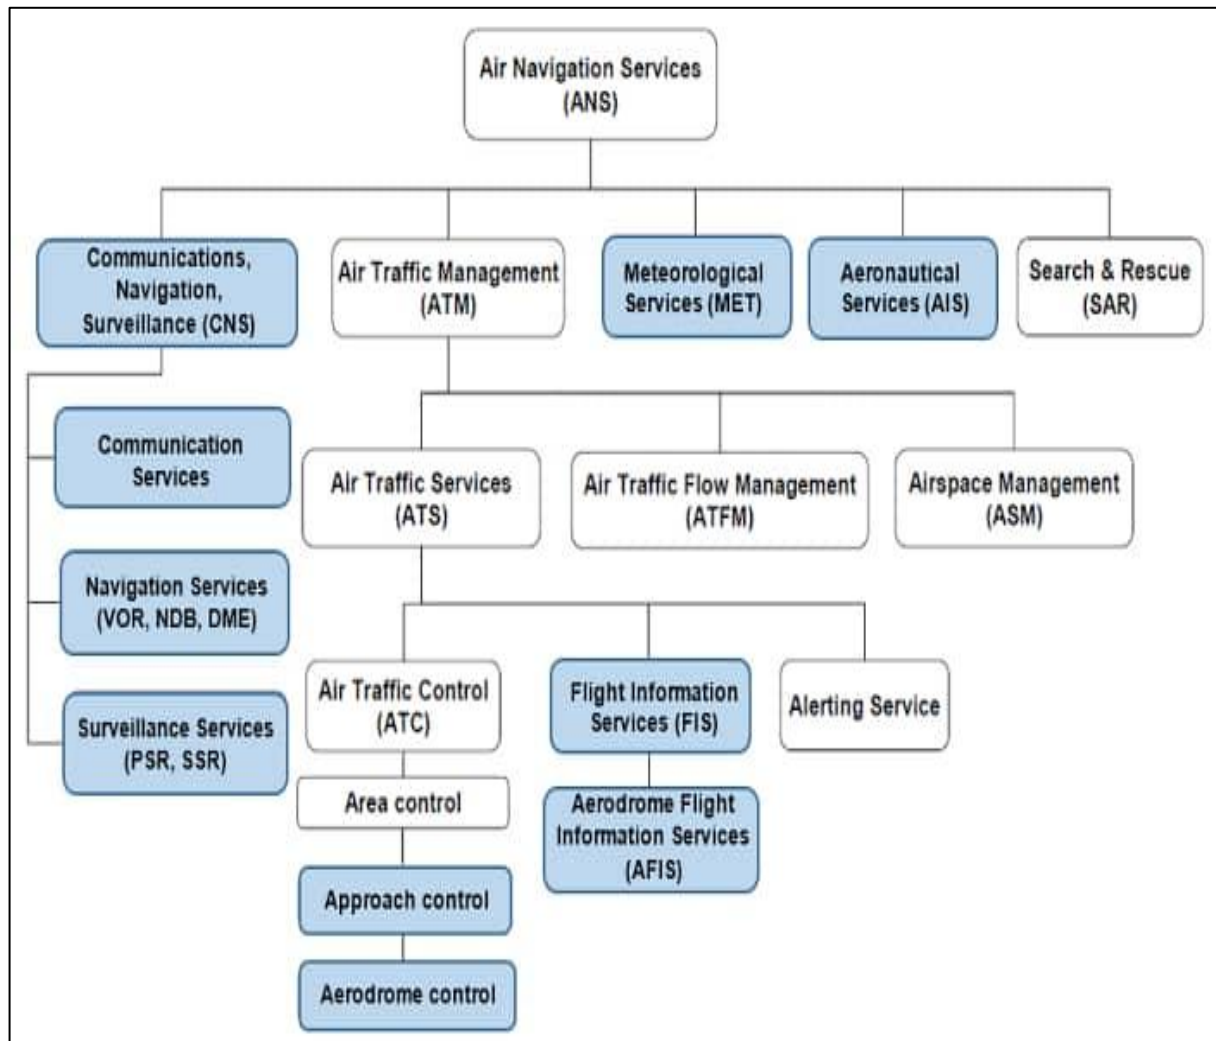 Air Navigation Services
(ANS)
Communications,
Navigation,
Surveillance (CNS)
Air Traffic Management
(ATM)
Meteorological
Services (MET)
Aeronautical
Services (AIS)
Search & Rescue
(SAR)
Communication
Services
Navigation Services
(VOR, NDB, DME)
Surveillance Services
(PSR, SSR)
Air Traffic Services
(ATS)
Air Traffic Flow Management
(ATFM)
Airspace Management
(ASM)
Air Traffic Control
(ATC)
Flight Information
Services (FIS)
Alerting Service
Area control
Aerodrome Flight
Information Services
(AFIS)
Approach control
Aerodrome control